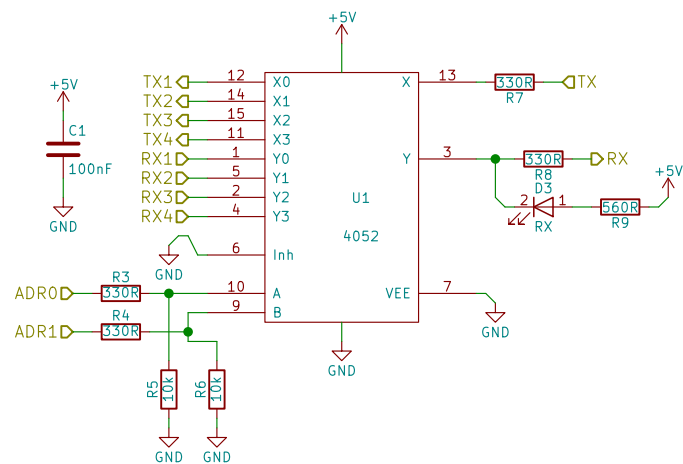 +5V
+5V
C1
100nF
GND
TX1 12 X0
TX2 14 X1
TX3 15 X2
TX4 11 X3
RX1 1 Y0
RX2 5 Y1
RX3 2 Y2
RX4 4 Y3
6 Inh
GND
U1
4052
X 13 330R TX
R7
Y 3 330R RX
R8
D3
2 1
RX
560R
R9
+5V
VEE 7
GND
GND
ADR0 R3 330R 10 A
9 B
ADR1 R4 330R
R5 10k
R6 10k
GND
GND